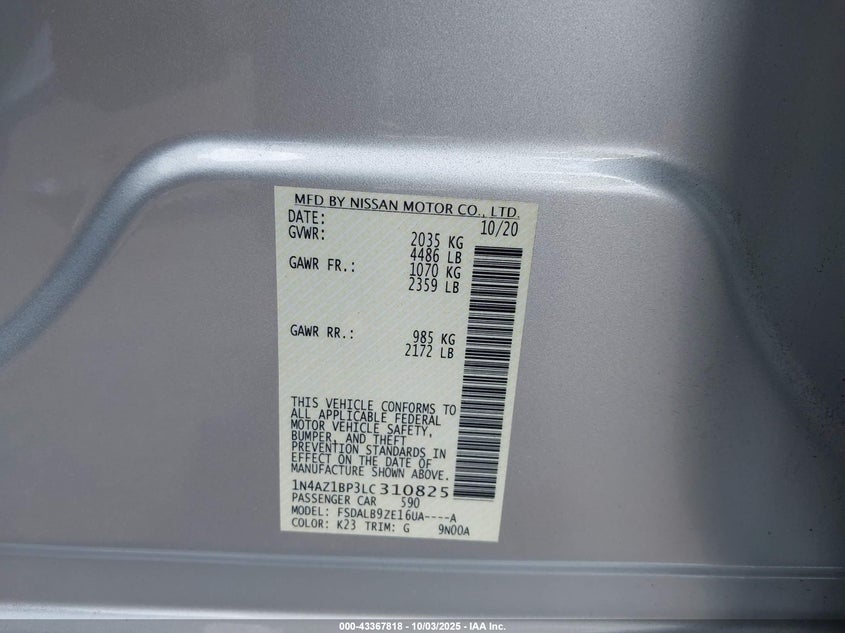 MFD BY NISSAN MOTOR CO., LTD.
DATE: 10/20
GVWR: 2035 KG
4486 LB
GAWR FR.: 1070 KG
2359 LB
GAWR RR.: 985 KG
2172 LB
THIS VEHICLE CONFORMS TO
ALL APPLICABLE FEDERAL
MOTOR VEHICLE SAFETY,
BUMPER, AND THEFT
PREVENTION STANDARDS IN
EFFECT ON THE DATE OF
MANUFACTURE SHOWN ABOVE.
1N4AZ1BP3LC310825
PASSENGER CAR 590
MODEL: FSDALB9ZE16UA----A
COLOR: K23 TRIM: G 9N00A
000-43367818 - 10/03/2025 - IAA Inc.